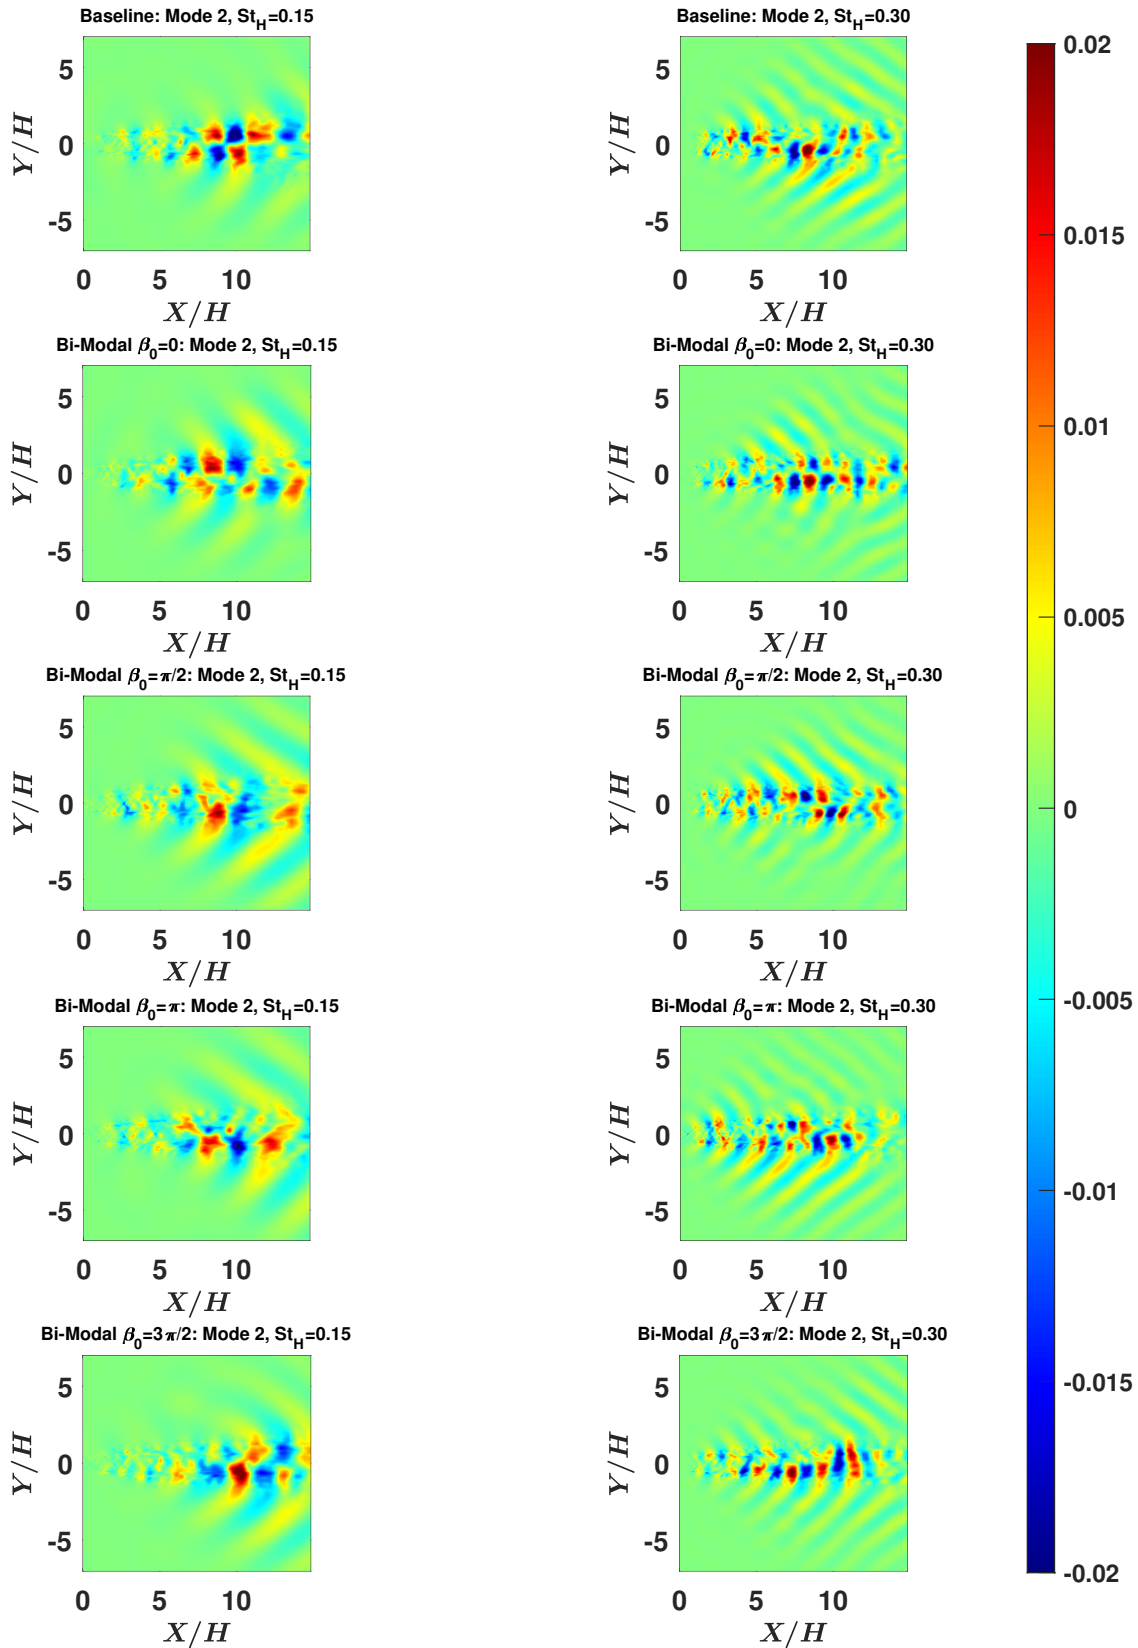 Baseline: Mode 2, St_H=0.15
Y/H
5
0
-5
0 5 10
X/H
Baseline: Mode 2, St_H=0.30
Y/H
5
0
-5
0 5 10
X/H
Bi-Modal β_0=0: Mode 2, St_H=0.15
Y/H
5
0
-5
0 5 10
X/H
Bi-Modal β_0=0: Mode 2, St_H=0.30
Y/H
5
0
-5
0 5 10
X/H
Bi-Modal β_0=π/2: Mode 2, St_H=0.15
Y/H
5
0
-5
0 5 10
X/H
Bi-Modal β_0=π/2: Mode 2, St_H=0.30
Y/H
5
0
-5
0 5 10
X/H
Bi-Modal β_0=π: Mode 2, St_H=0.15
Y/H
5
0
-5
0 5 10
X/H
Bi-Modal β_0=π: Mode 2, St_H=0.30
Y/H
5
0
-5
0 5 10
X/H
Bi-Modal β_0=3π/2: Mode 2, St_H=0.15
Y/H
5
0
-5
0 5 10
X/H
Bi-Modal β_0=3π/2: Mode 2, St_H=0.30
Y/H
5
0
-5
0 5 10
X/H
0.02
0.015
0.01
0.005
0
-0.005
-0.01
-0.015
-0.02